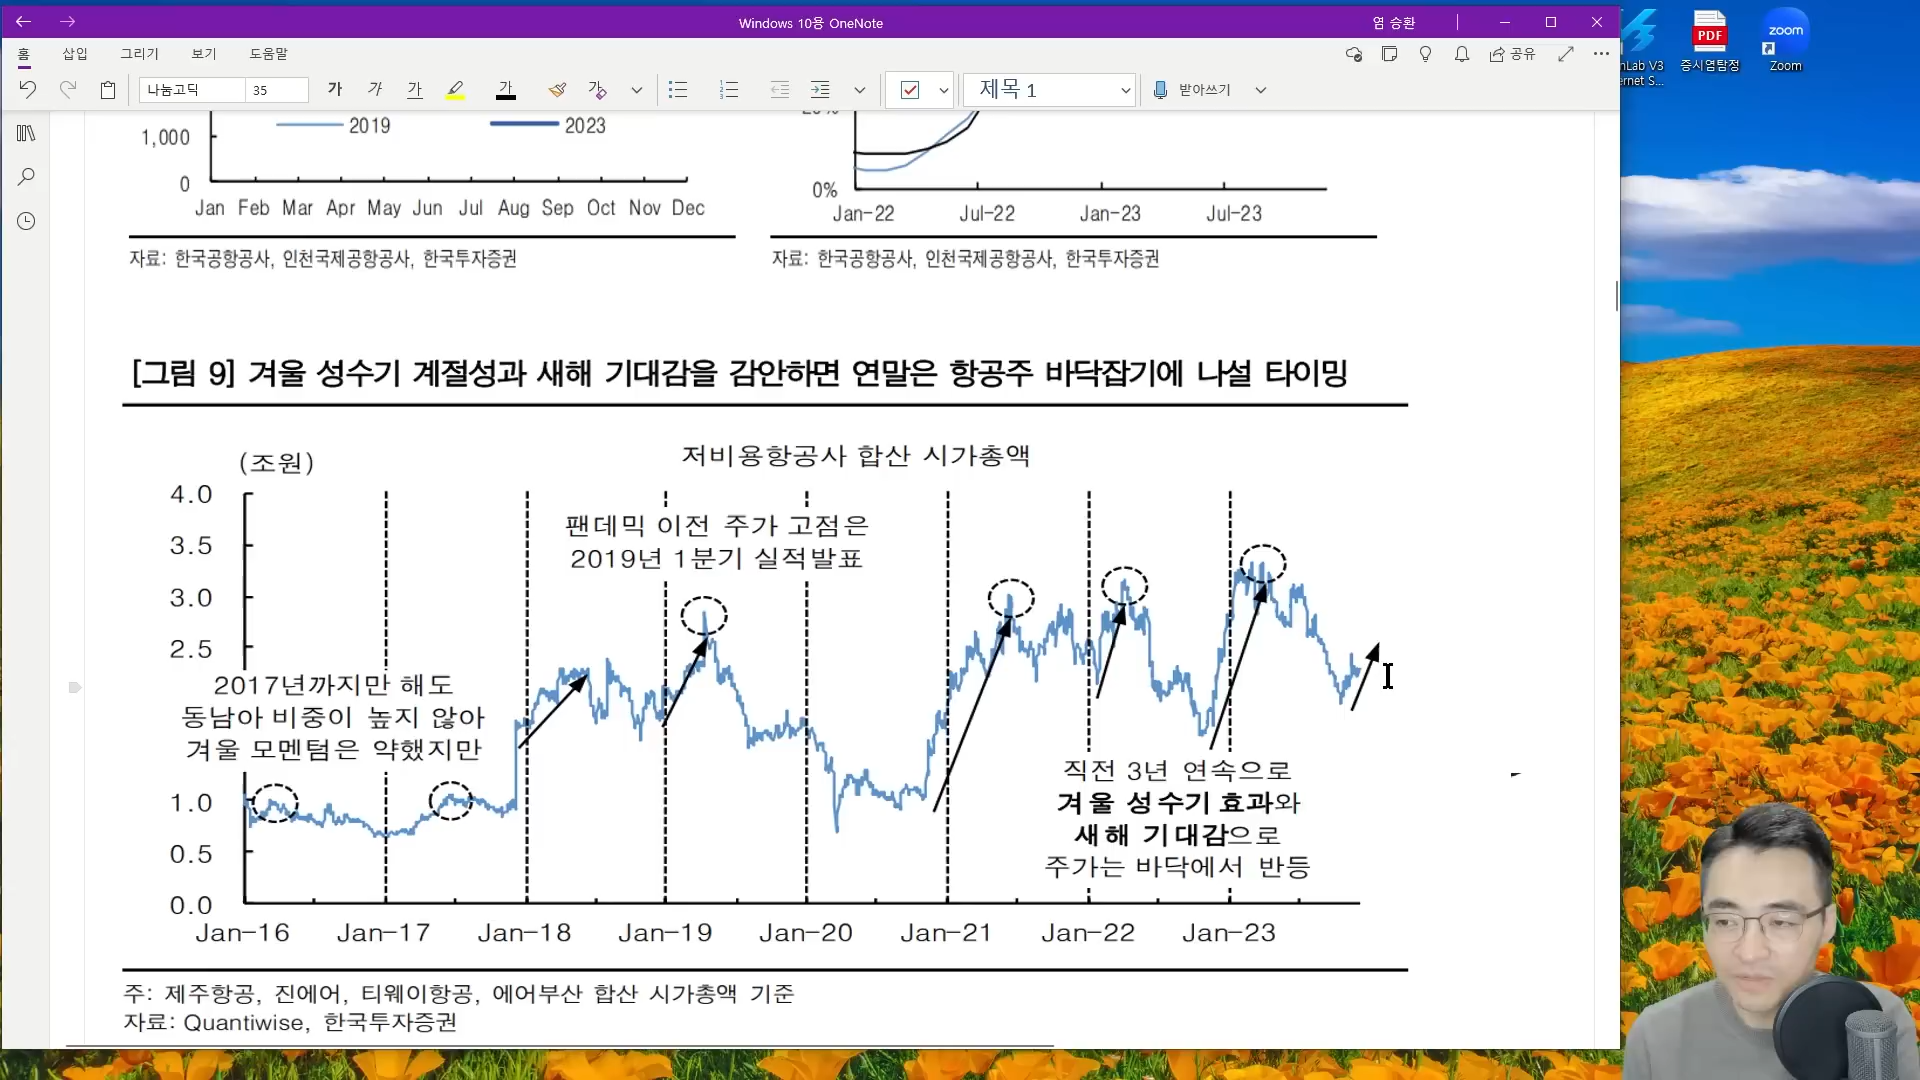 Windows 10용 OneNote
염 승환
홈
삽입
그리기
보기
도움말
공유
나눔고딕
35
가
가
가
가
가
제목 1
받아쓰기
1,000
0
2019
2023
Jan Feb Mar Apr May Jun Jul Aug Sep Oct Nov Dec
0%
Jan-22
Jul-22
Jan-23
Jul-23
자료: 한국공항공사, 인천국제공항공사, 한국투자증권
자료: 한국공항공사, 인천국제공항공사, 한국투자증권
[그림 9] 겨울 성수기 계절성과 새해 기대감을 감안하면 연말은 항공주 바닥잡기에 나설 타이밍
(조원)
저비용항공사 합산 시가총액
4.0
3.5
3.0
2.5
1.0
0.5
0.0
팬데믹 이전 주가 고점은
2019년 1분기 실적발표
2017년까지만 해도
동남아 비중이 높지 않아
겨울 모멘텀은 약했지만
직전 3년 연속으로
겨울 성수기 효과와
새해 기대감으로
주가는 바닥에서 반등
Jan-16
Jan-17
Jan-18
Jan-19
Jan-20
Jan-21
Jan-22
Jan-23
주: 제주항공, 진에어, 티웨이항공, 에어부산 합산 시가총액 기준
자료: Quantiwise, 한국투자증권
PDF
증시염탐정
zoom
Zoom